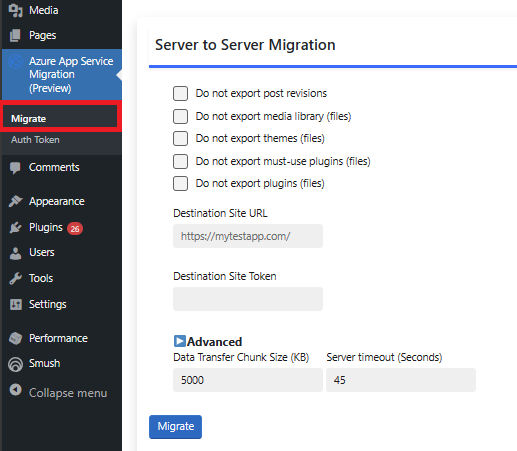 Media
Pages
Azure App Service
Migration
(Preview)
Migrate
Auth Token
Comments
Appearance
Plugins 26
Users
Tools
Settings
Performance
Smush
Collapse menu
Server to Server Migration
Do not export post revisions
Do not export media library (files)
Do not export themes (files)
Do not export must-use plugins (files)
Do not export plugins (files)
Destination Site URL
https://mytestapp.com/
Destination Site Token
Advanced
Data Transfer Chunk Size (KB) Server timeout (Seconds)
5000 45
Migrate